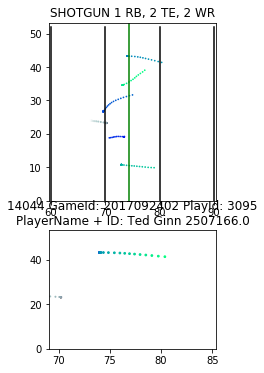 SHOTGUN 1 RB, 2 TE, 2 WR
50
40
30
20
10
0
60 70 80 90
14044 GameId: 2017092402 PlayId: 3095
PlayerName + ID: Ted Ginn 2507166.0
40
20
0
70 75 80 85